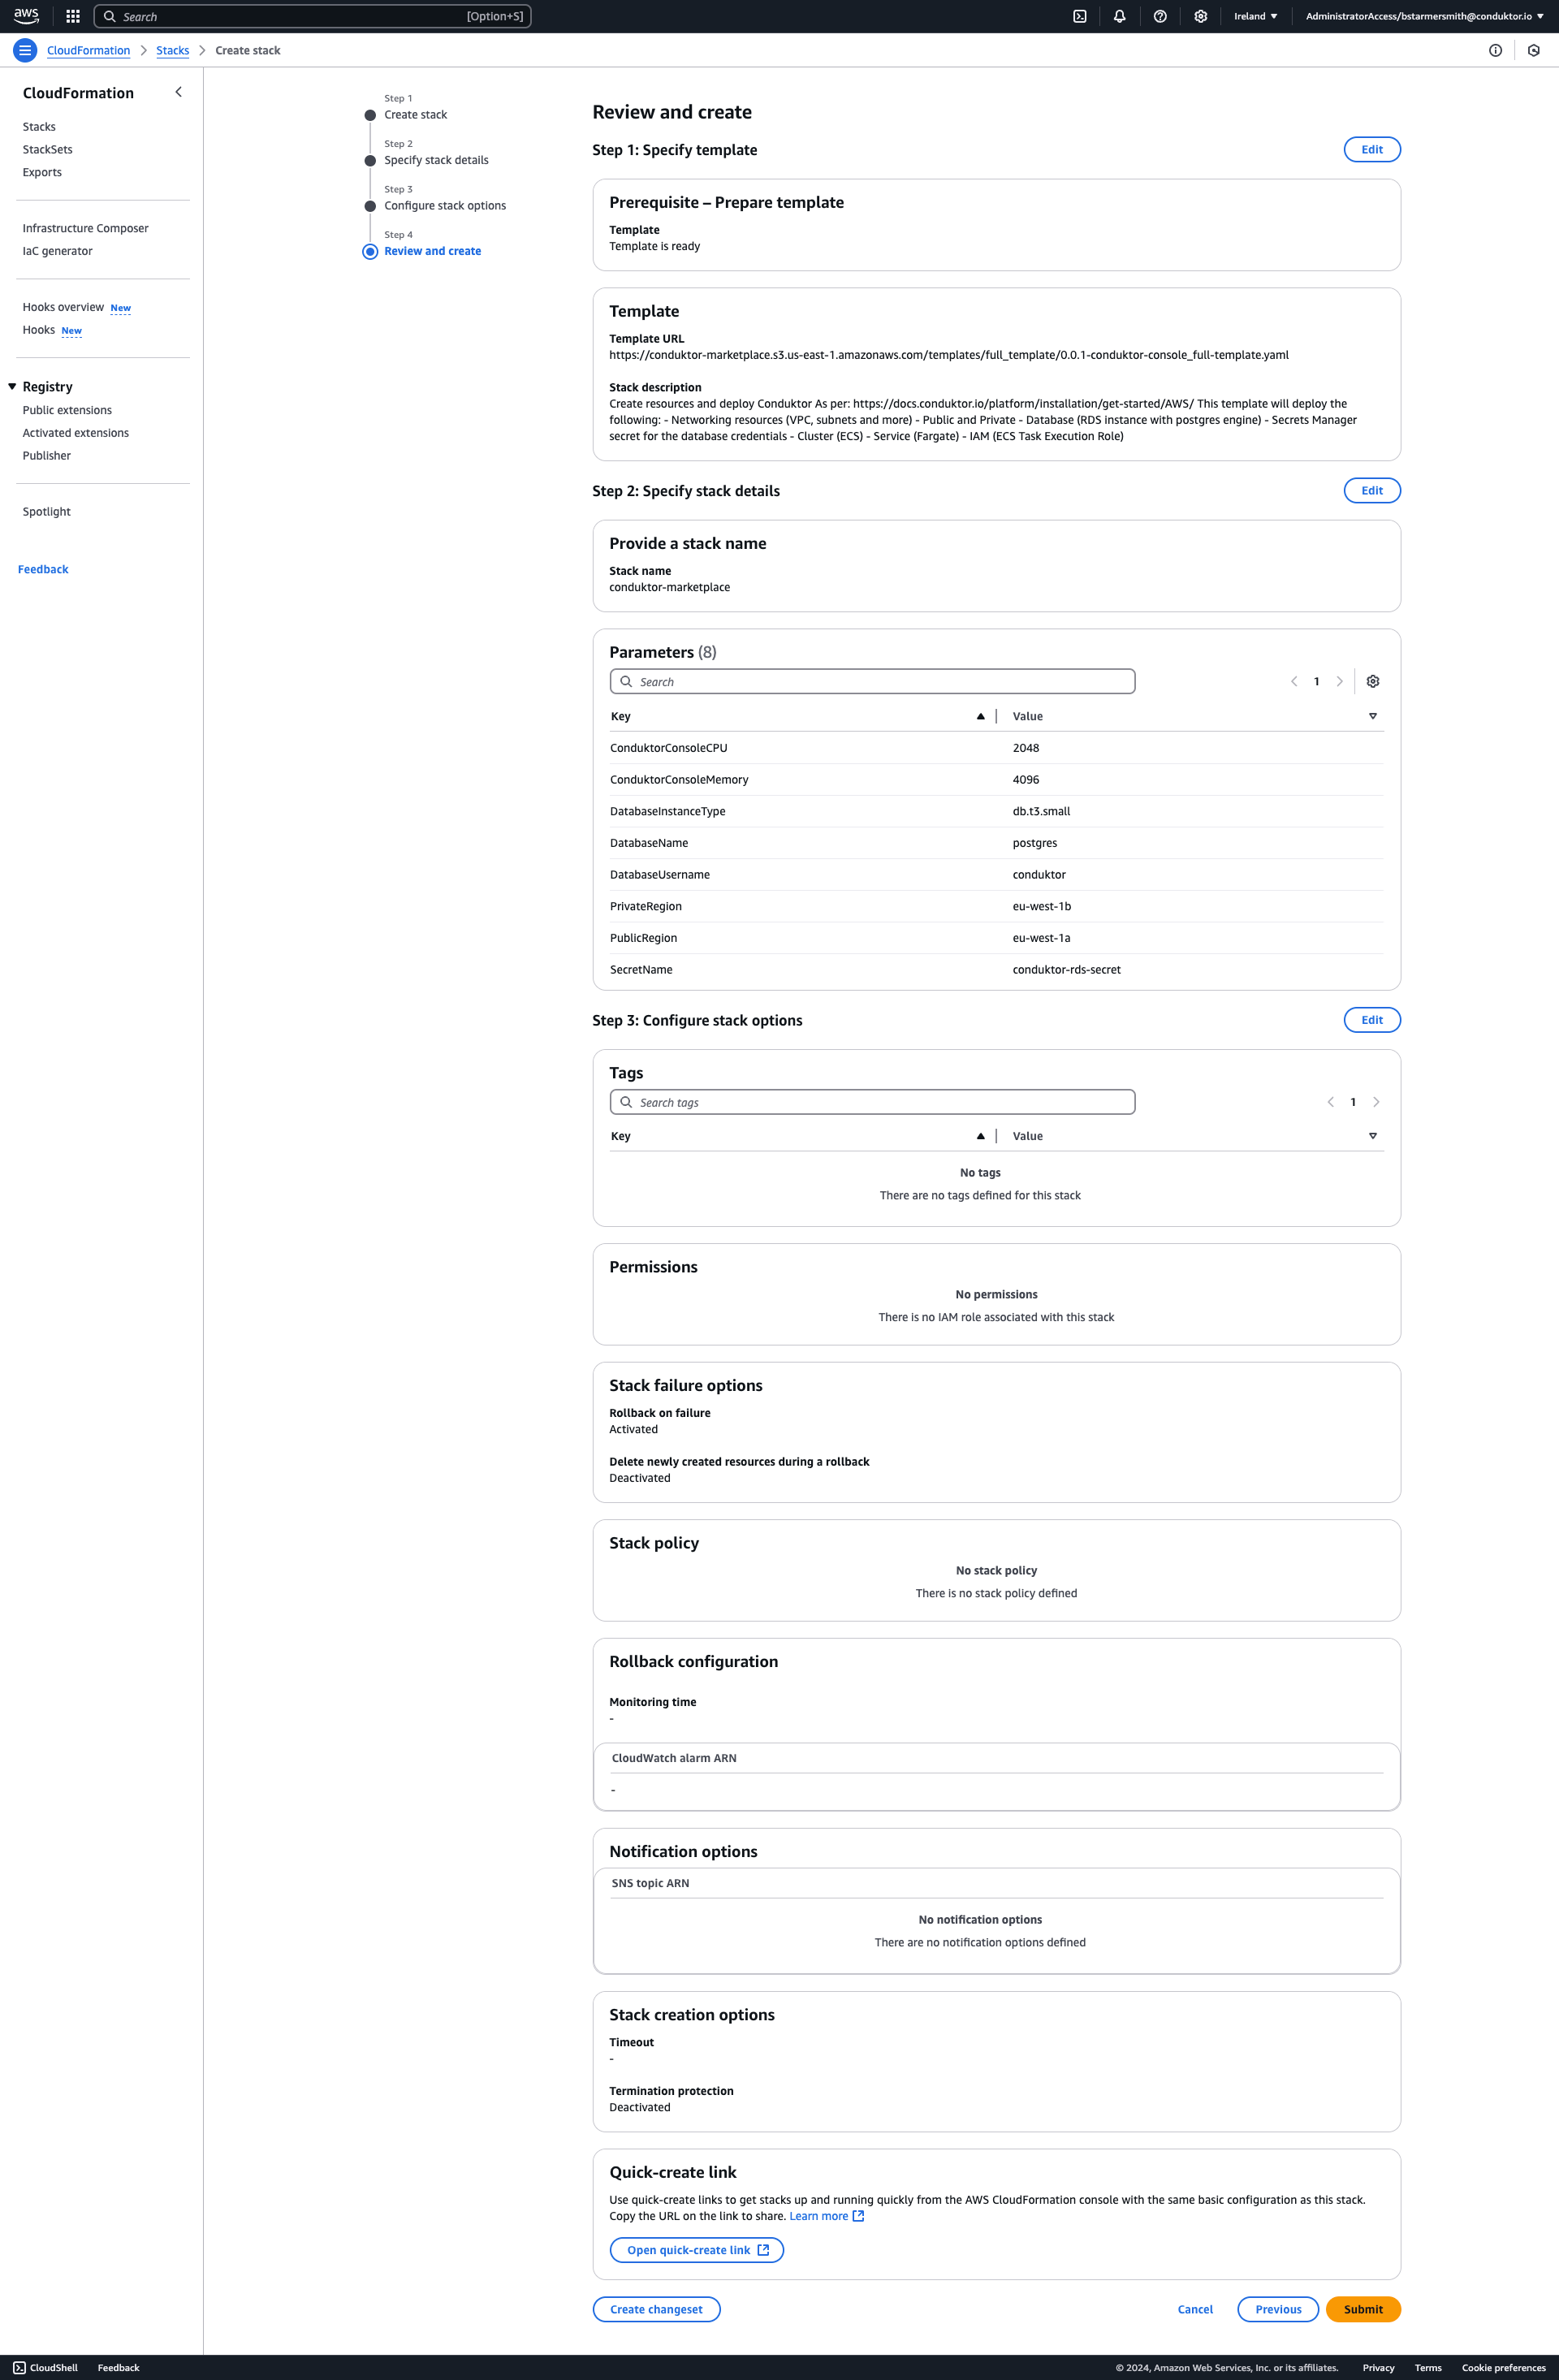 aws
Search
[Option+S]
Ireland
AdministratorAccess/bstarmersmith@conduktor.io
CloudFormation
Stacks
Create stack
CloudFormation
Stacks
StackSets
Exports
Infrastructure Composer
IaC generator
Hooks overview New
Hooks New
Registry
Public extensions
Activated extensions
Publisher
Spotlight
Feedback
Step 1
Create stack
Step 2
Specify stack details
Step 3
Configure stack options
Step 4
Review and create
Review and create
Step 1: Specify template
Edit
Prerequisite – Prepare template
Template
Template is ready
Template
Template URL
https://conduktor-marketplace.s3.us-east-1.amazonaws.com/templates/full_template/0.0.1-conduktor-console_full-template.yaml
Stack description
Create resources and deploy Conduktor As per: https://docs.conduktor.io/platform/installation/get-started/AWS/ This template will deploy the
following: - Networking resources (VPC, subnets and more) - Public and Private - Database (RDS instance with postgres engine) - Secrets Manager
secret for the database credentials - Cluster (ECS) - Service (Fargate) - IAM (ECS Task Execution Role)
Step 2: Specify stack details
Edit
Provide a stack name
Stack name
conduktor-marketplace
Parameters (8)
Search
1
Key Value
ConduktorConsoleCPU 2048
ConduktorConsoleMemory 4096
DatabaseInstanceType db.t3.small
DatabaseName postgres
DatabaseUsername conduktor
PrivateRegion eu-west-1b
PublicRegion eu-west-1a
SecretName conduktor-rds-secret
Step 3: Configure stack options
Edit
Tags
Search tags
1
Key Value
No tags
There are no tags defined for this stack
Permissions
No permissions
There is no IAM role associated with this stack
Stack failure options
Rollback on failure
Activated
Delete newly created resources during a rollback
Deactivated
Stack policy
No stack policy
There is no stack policy defined
Rollback configuration
Monitoring time
-
CloudWatch alarm ARN
-
Notification options
SNS topic ARN
No notification options
There are no notification options defined
Stack creation options
Timeout
-
Termination protection
Deactivated
Quick-create link
Use quick-create links to get stacks up and running quickly from the AWS CloudFormation console with the same basic configuration as this stack.
Copy the URL on the link to share. Learn more
Open quick-create link
Create changeset
Cancel
Previous
Submit
CloudShell
Feedback
© 2024, Amazon Web Services, Inc. or its affiliates.
Privacy
Terms
Cookie preferences